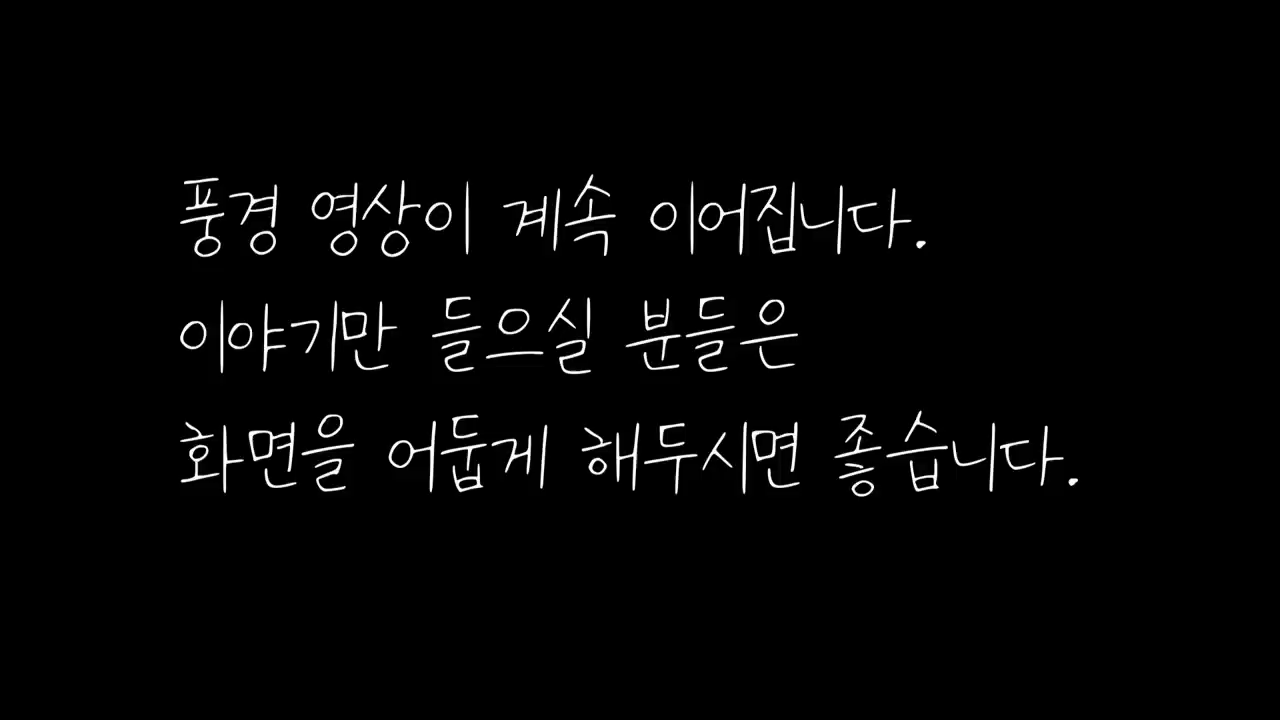 풍경 영상이 계속 이어집니다.
이야기만 들으실 분들은
화면을 어둡게 해두시면 좋습니다.